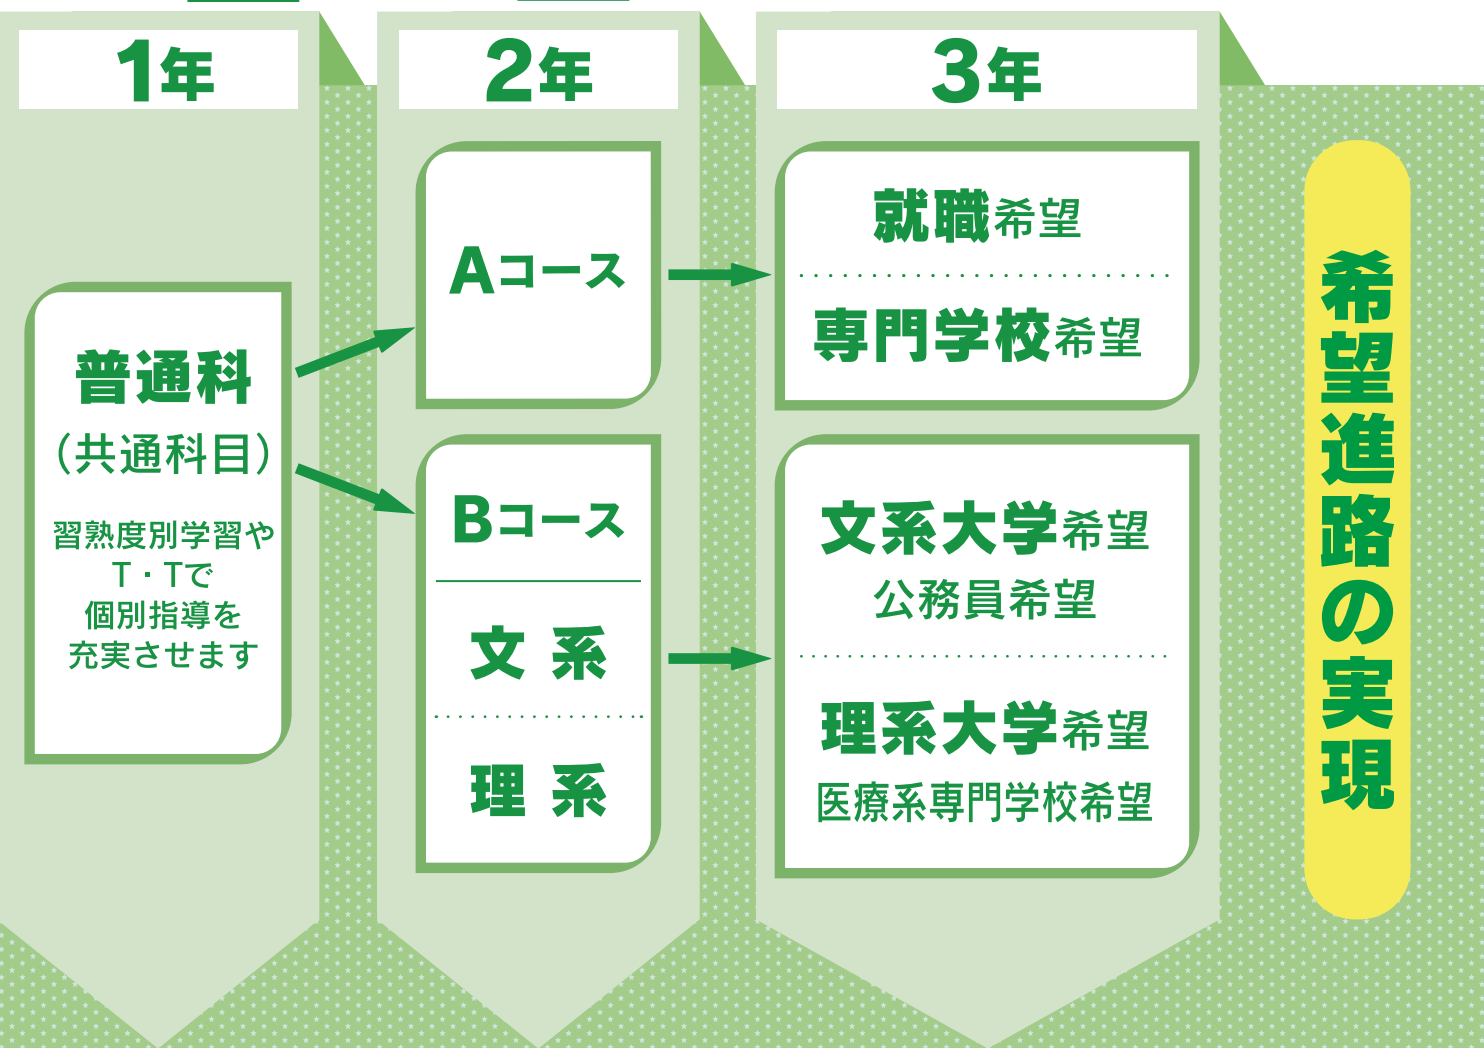 1年
普通科
（共通科目）
習熟度別学習や
T・Tで
個別指導を
充実させます
2年
Aコース
Bコース
文 系
理 系
3年
就職希望
専門学校希望
文系大学希望
公務員希望
理系大学希望
医療系専門学校希望
希望進路の実現